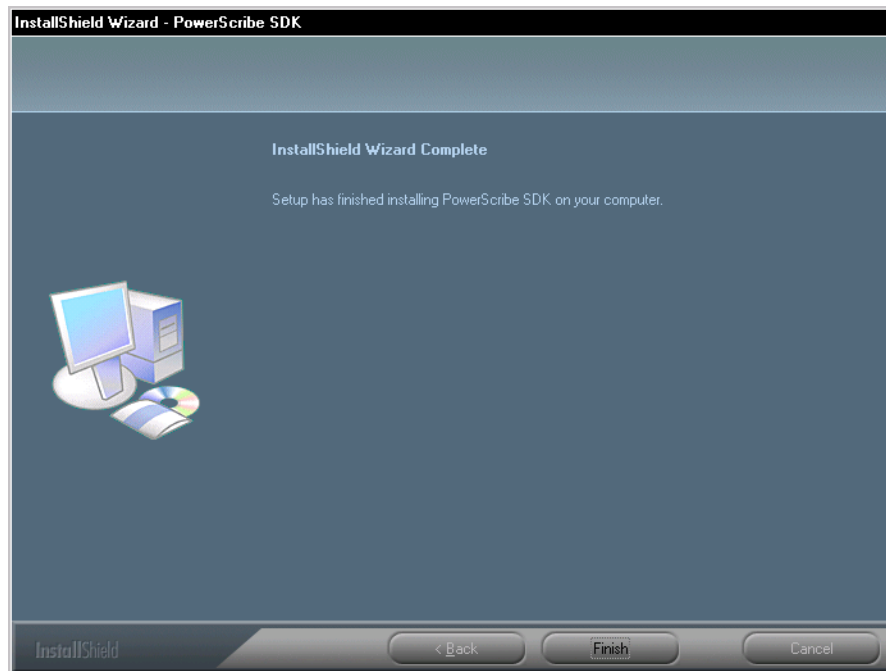 InstallShield Wizard - PowerScribe SDK
InstallShield Wizard Complete
Setup has finished installing PowerScribe SDK on your computer.
InstallShield
< Back
Finish
Cancel